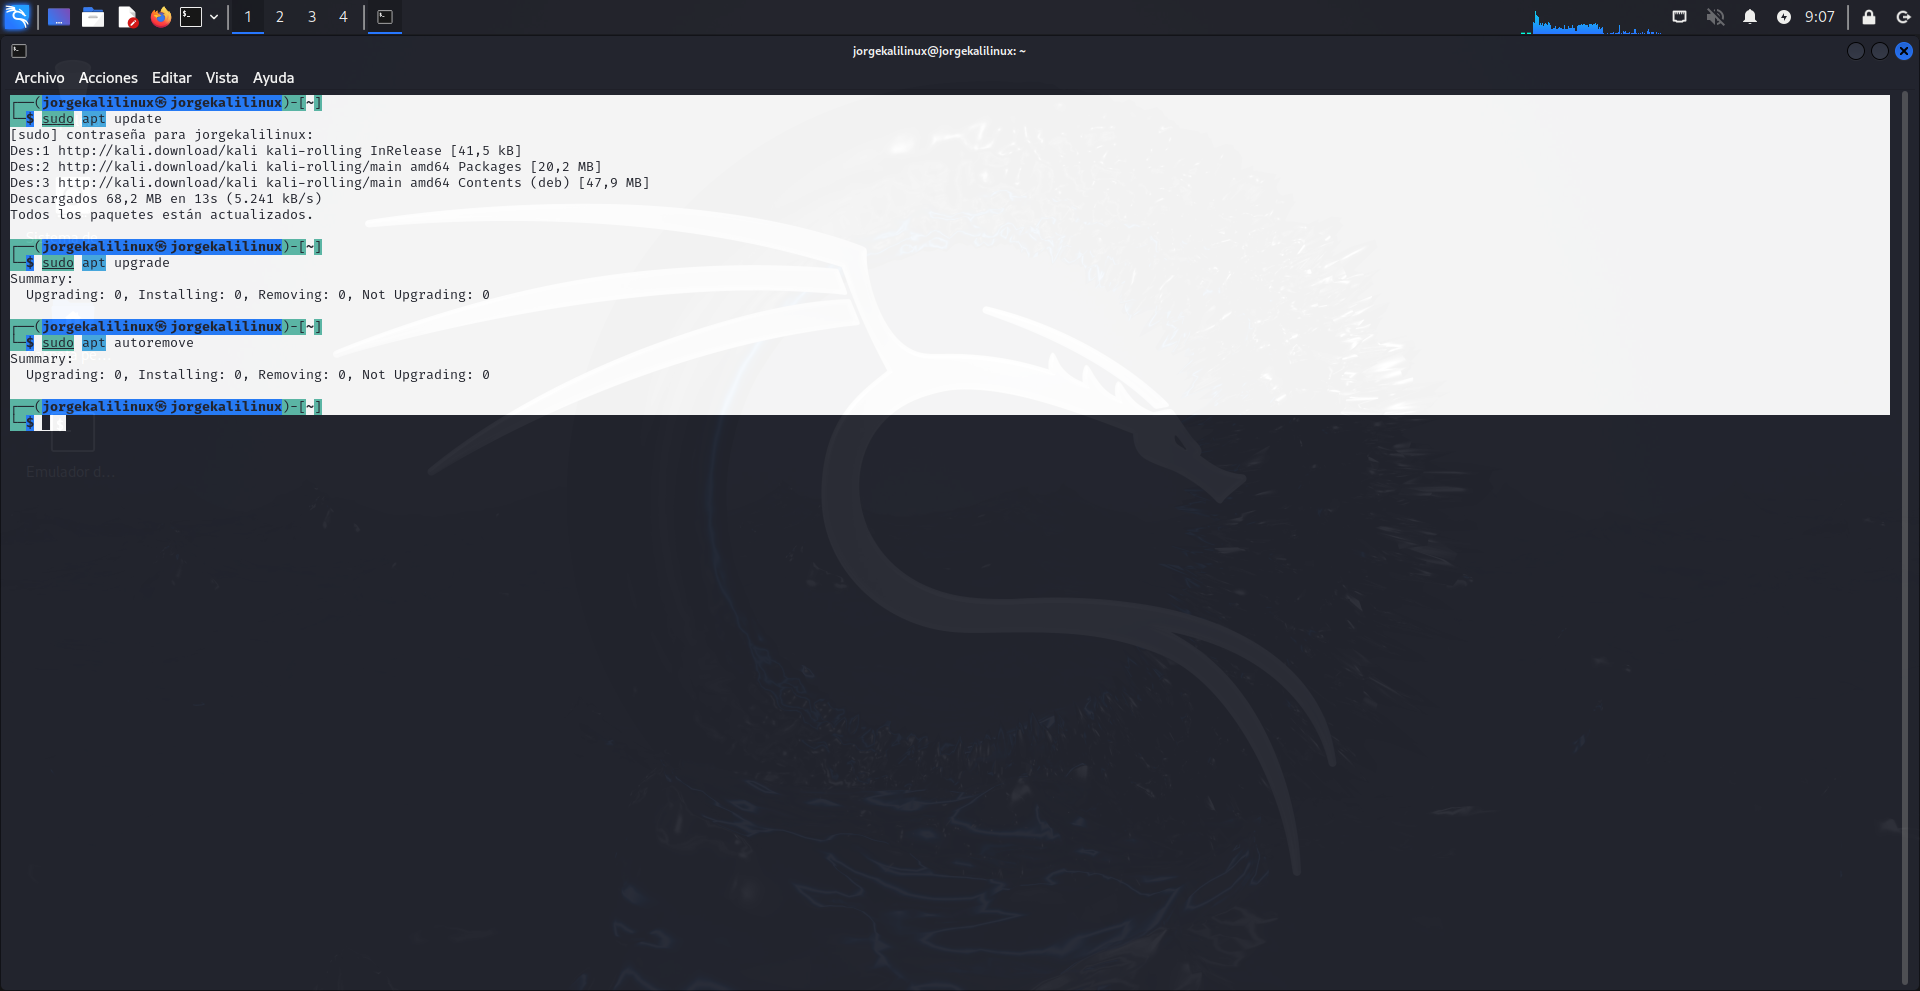 1 2 3 4 9:07
jorgekalilinux@jorgekalilinux: ~
Archivo Acciones Editar Vista Ayuda
┌──(jorgekalilinux㉿jorgekalilinux)-[~]
└─$ sudo apt update
[sudo] contraseña para jorgekalilinux:
Des:1 http://kali.download/kali kali-rolling InRelease [41,5 kB]
Des:2 http://kali.download/kali kali-rolling/main amd64 Packages [20,2 MB]
Des:3 http://kali.download/kali kali-rolling/main amd64 Contents (deb) [47,9 MB]
Descargados 68,2 MB en 13s (5.241 kB/s)
Todos los paquetes están actualizados.
┌──(jorgekalilinux㉿jorgekalilinux)-[~]
└─$ sudo apt upgrade
Summary:
  Upgrading: 0, Installing: 0, Removing: 0, Not Upgrading: 0
┌──(jorgekalilinux㉿jorgekalilinux)-[~]
└─$ sudo apt autoremove
Summary:
  Upgrading: 0, Installing: 0, Removing: 0, Not Upgrading: 0
┌──(jorgekalilinux㉿jorgekalilinux)-[~]
└─$
Emulador d...